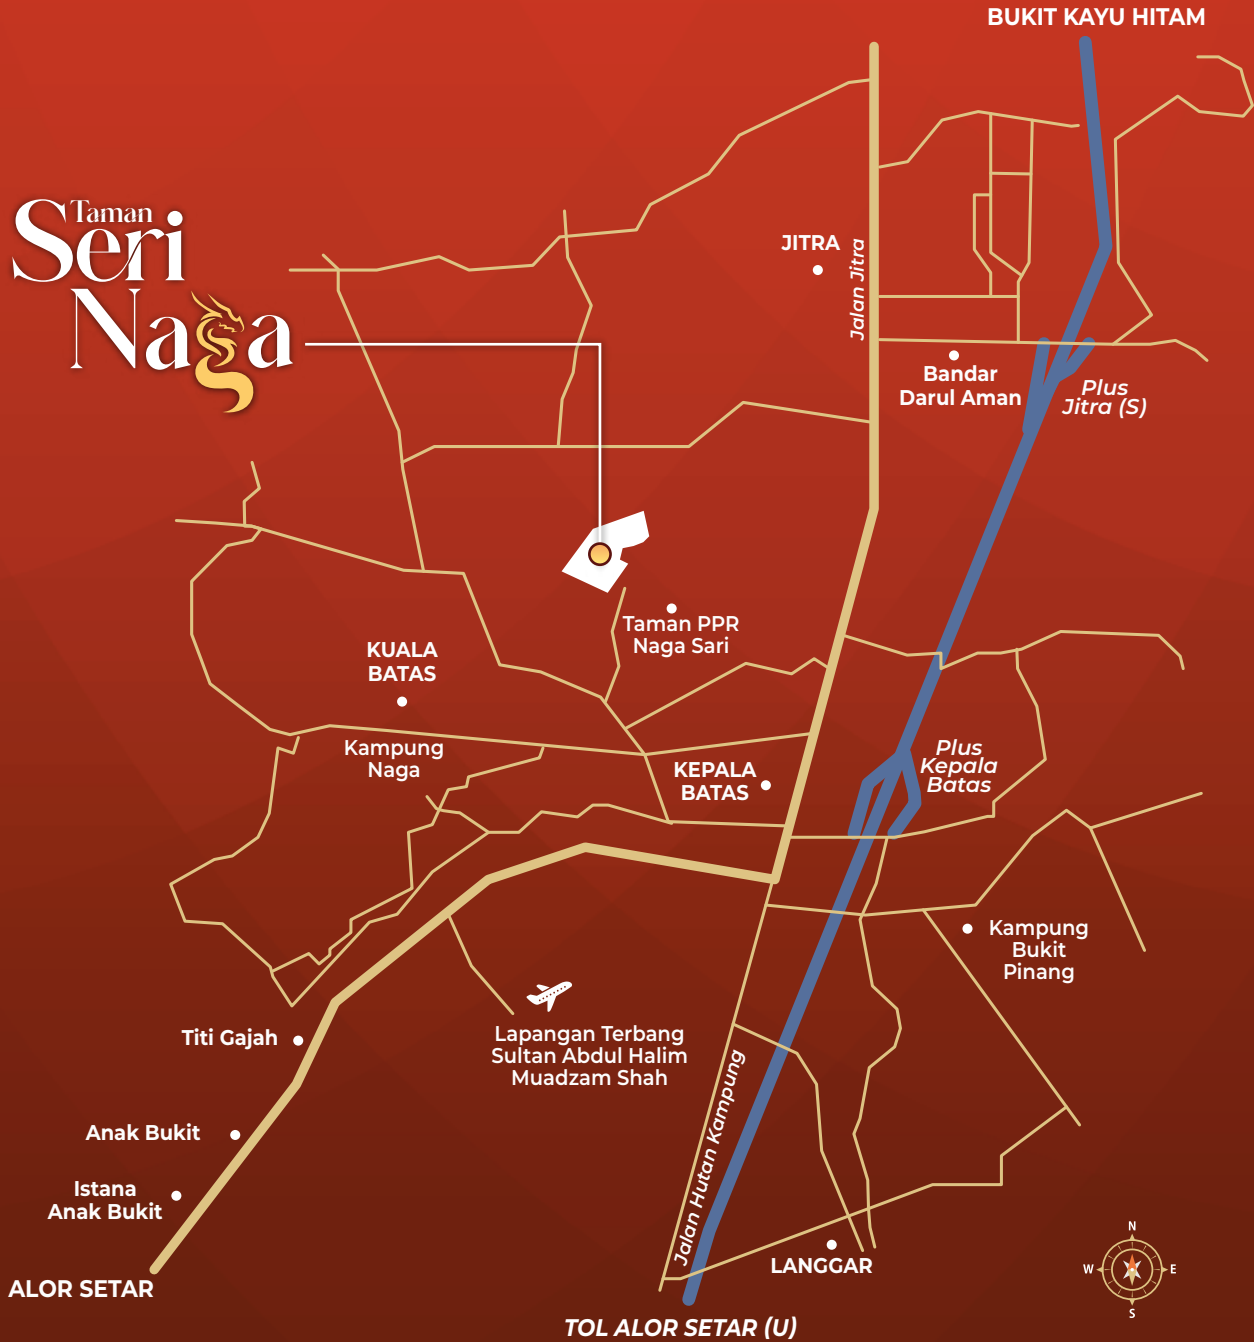 BUKIT KAYU HITAM
Taman
Seri
Naga
JITRA
Jalan Jitra
Bandar
Darul Aman
Plus
Jitra (S)
Taman PPR
Naga Sari
KUALA
BATAS
Kampung
Naga
KEPALA
BATAS
Plus
Kepala
Batas
Kampung
Bukit
Pinang
Titi Gajah
Lapangan Terbang
Sultan Abdul Halim
Muadzam Shah
Jalan Hutan Kampung
Anak Bukit
Istana
Anak Bukit
ALOR SETAR
LANGGAR
TOL ALOR SETAR (U)
N
W
E
S